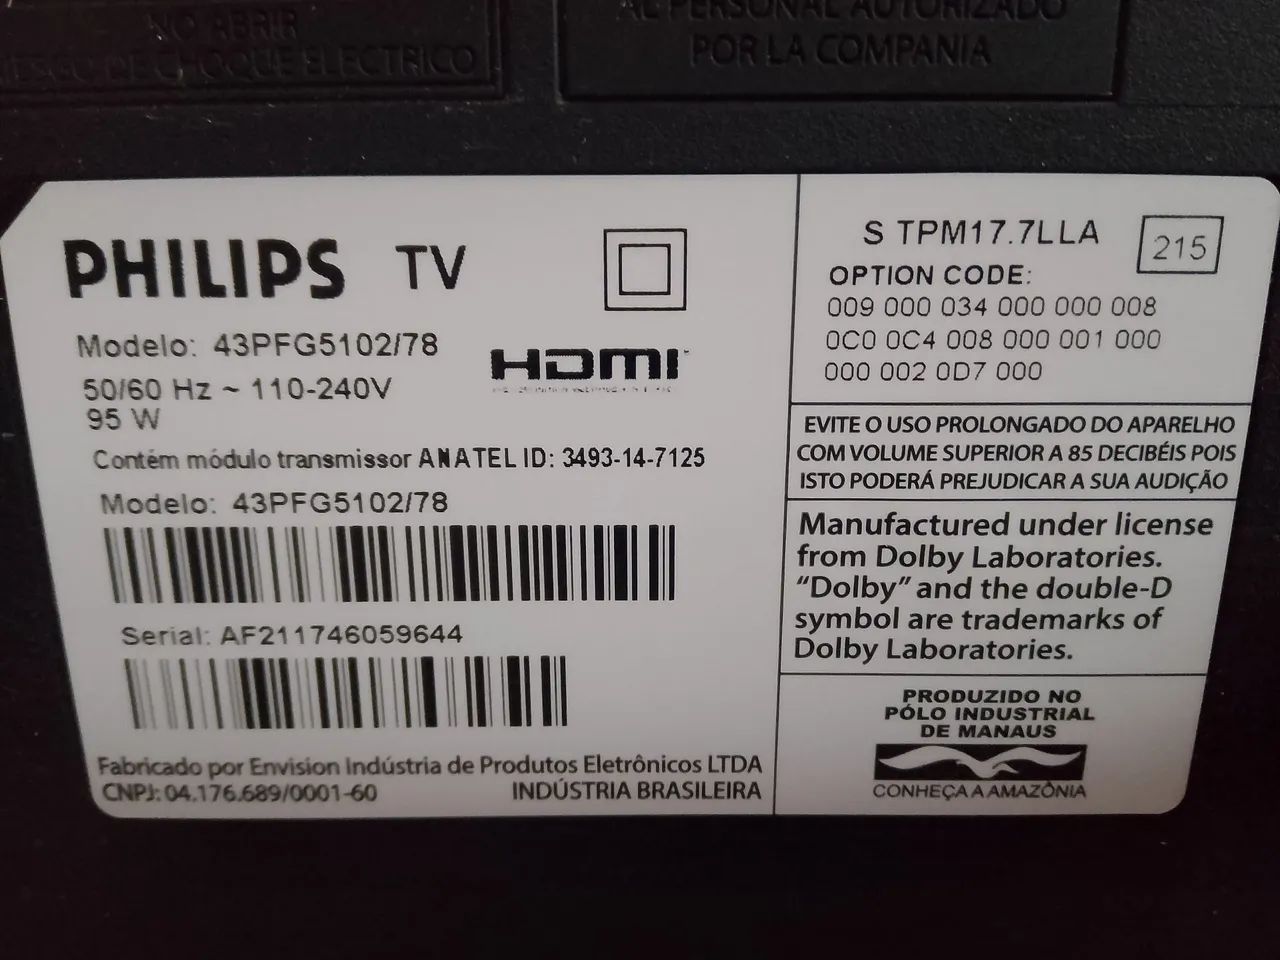 NO ABRIR
RIESGO DE CHOQUE ELECTRICO
AL PERSONAL AUTORIZADO
POR LA COMPANIA
PHILIPS TV
Modelo: 43PFG5102/78
HDMI
50/60 Hz ~ 110-240V
95 W
Contém módulo transmissor ANATEL ID: 3493-14-7125
Modelo: 43PFG5102/78
Serial: AF211746059644
Fabricado por Envision Indústria de Produtos Eletrônicos LTDA
CNPJ: 04.176.689/0001-60 INDÚSTRIA BRASILEIRA
S TPM17.7LLA
215
OPTION CODE:
009 000 034 000 000 008
0C0 0C4 008 000 001 000
000 002 0D7 000
EVITE O USO PROLONGADO DO APARELHO
COM VOLUME SUPERIOR A 85 DECIBÉIS POIS
ISTO PODERÁ PREJUDICAR A SUA AUDIÇÃO
Manufactured under license
from Dolby Laboratories.
“Dolby” and the double-D
symbol are trademarks of
Dolby Laboratories.
PRODUZIDO NO
PÓLO INDUSTRIAL
DE MANAUS
CONHEÇA A AMAZÔNIA